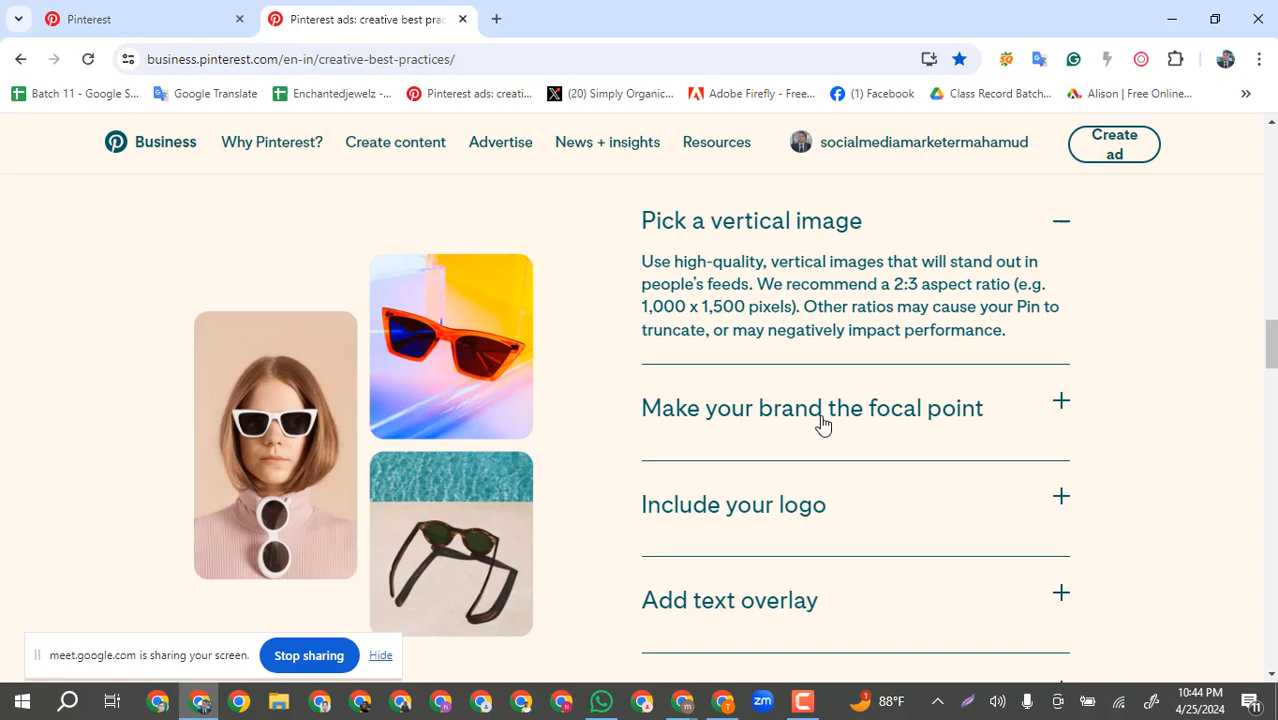 Pinterest
Pinterest ads: creative best prac
business.pinterest.com/en-in/creative-best-practices/
Batch 11 - Google S...
Google Translate
Enchantedjewelz -...
Pinterest ads: creati...
(20) Simply Organic...
Adobe Firefly - Free...
(1) Facebook
Class Record Batch...
Alison | Free Online...
Business
Why Pinterest?
Create content
Advertise
News + insights
Resources
socialmediamarketermahamud
Create
ad
Pick a vertical image
Use high-quality, vertical images that will stand out in
people's feeds. We recommend a 2:3 aspect ratio (e.g.
1,000 x 1,500 pixels). Other ratios may cause your Pin to
truncate, or may negatively impact performance.
Make your brand the focal point
Include your logo
Add text overlay
meet.google.com is sharing your screen.
Stop sharing
Hide
88°F
10:44 PM
4/25/2024